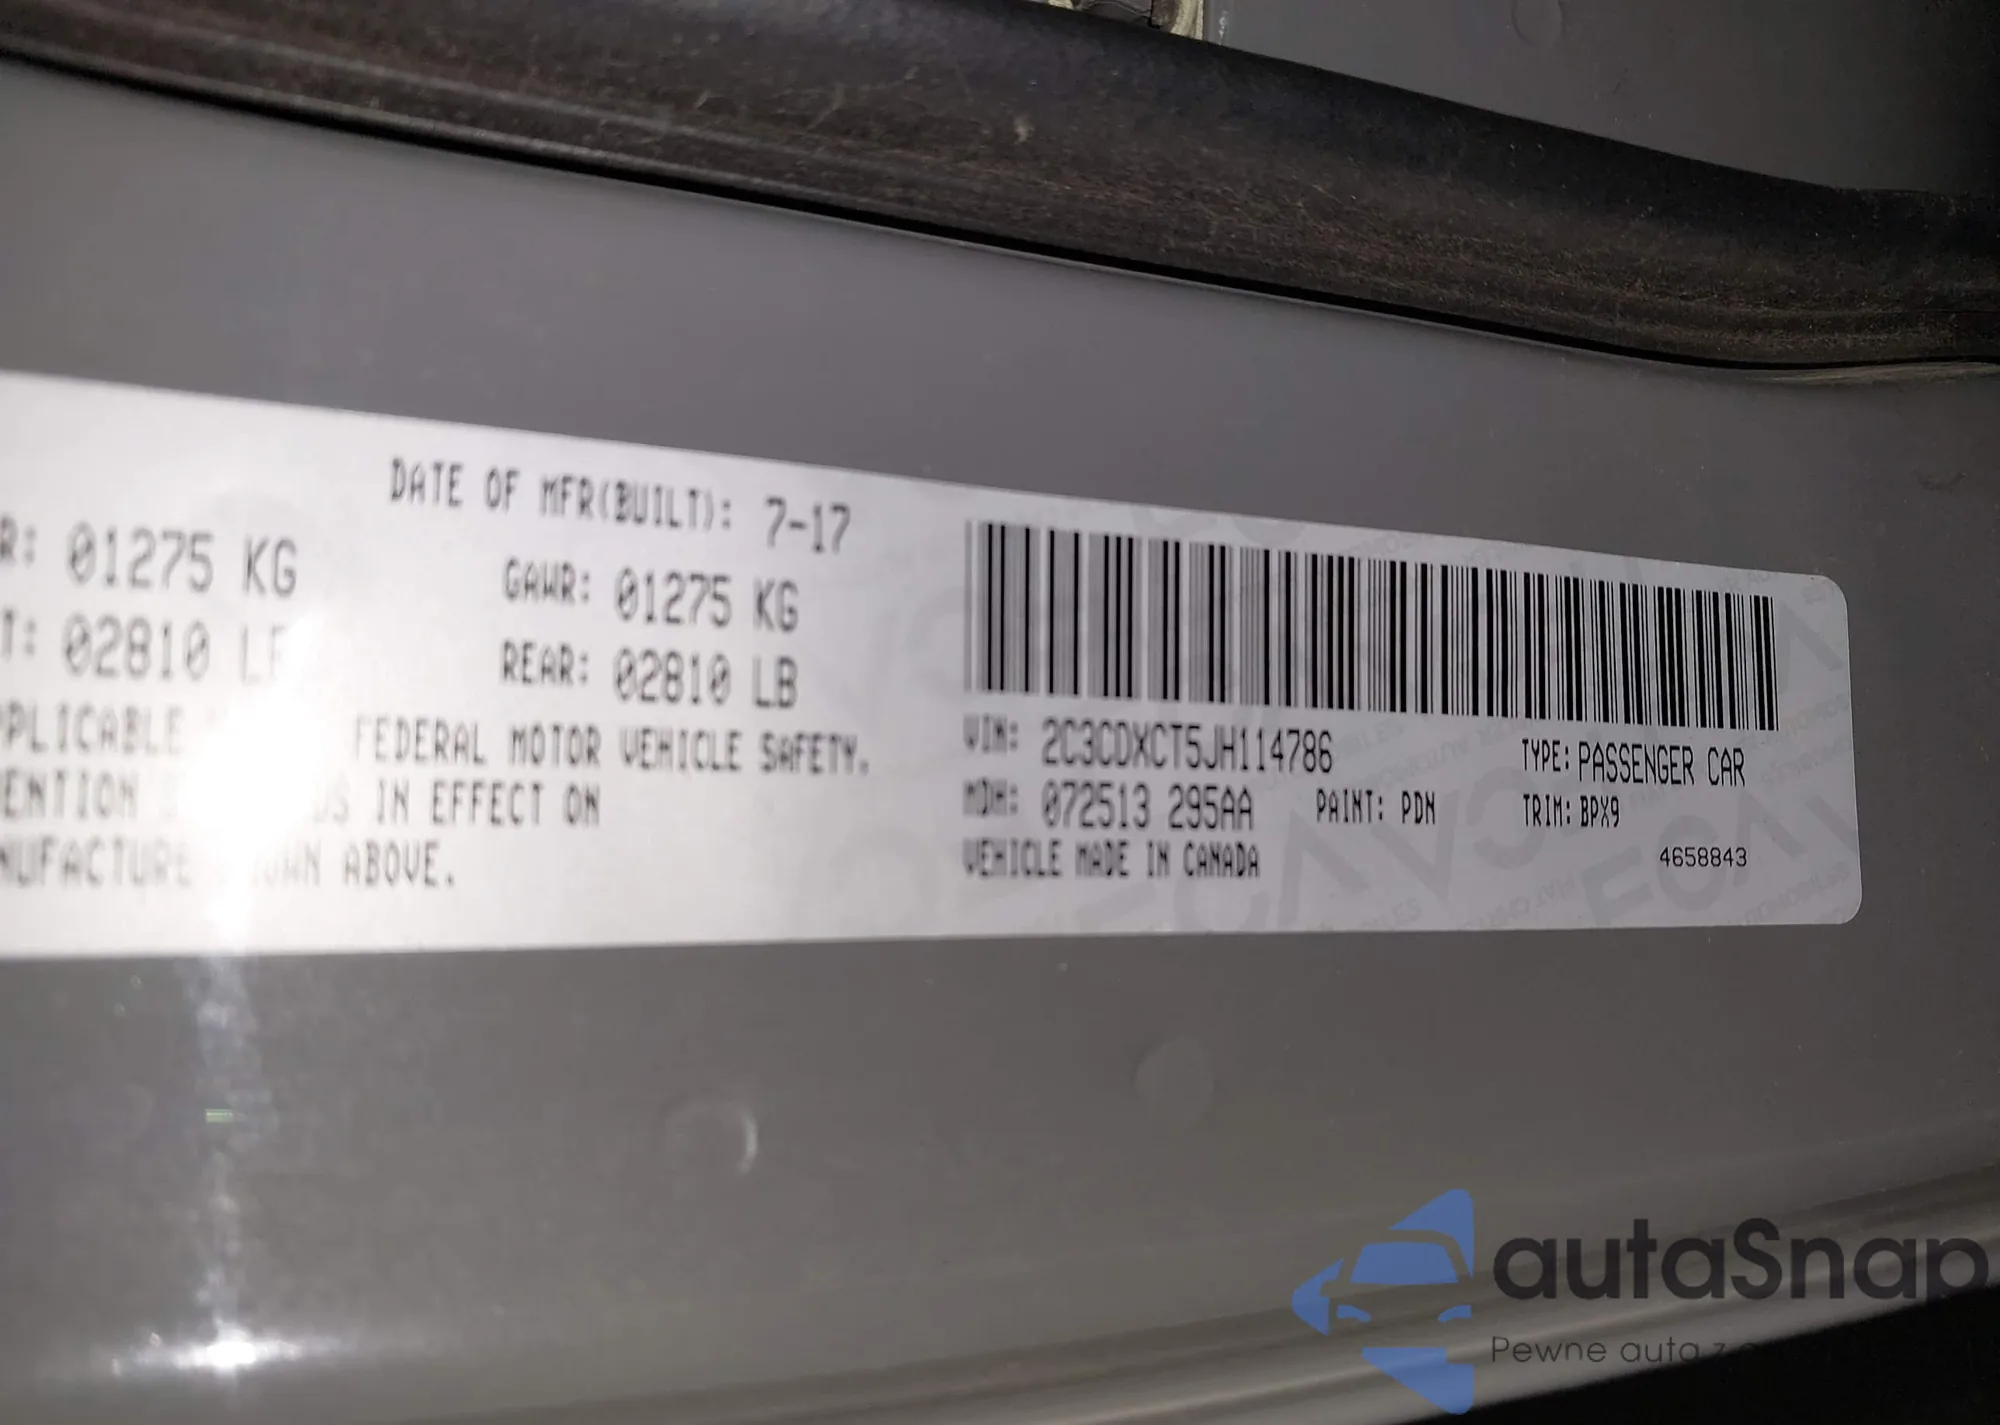 DATE OF MFR(BUILT): 7-17
R: 01275 KG GAWR: 01275 KG
T: 02810 REAR: 02810 LB
FEDERAL MOTOR VEHICLE SAFETY.
IN EFFECT ON
ABOVE.
VIN: 2C3CDXCT5JH114786 TYPE: PASSENGER CAR
MDH: 072513 295AA PAINT: PDN TRIM: BPX9
VEHICLE MADE IN CANADA
4658843
autaSnap
Pewne auta z